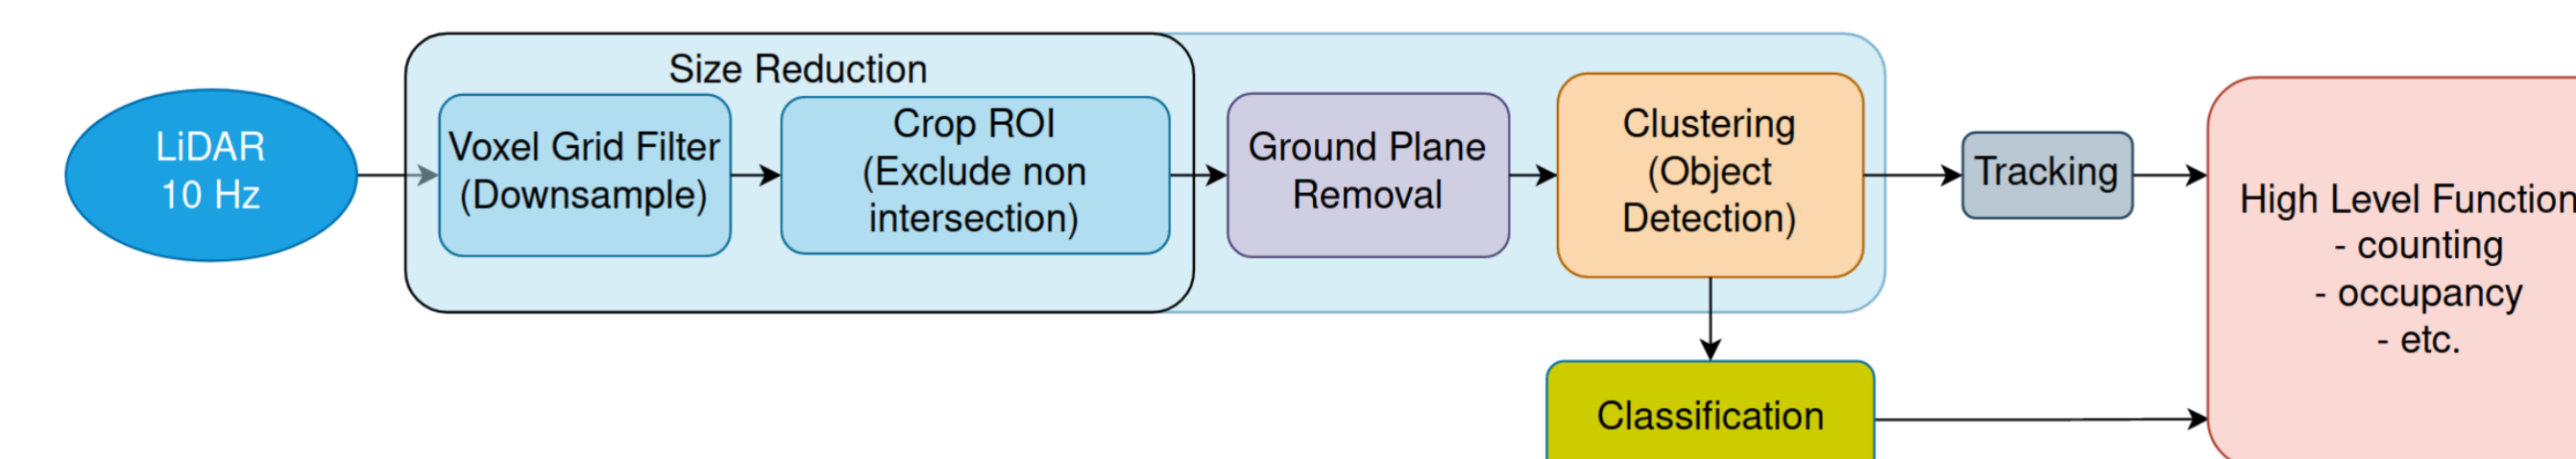 Size Reduction
LiDAR
10 Hz
Voxel Grid Filter
(Downsample)
Crop ROI
(Exclude non
intersection)
Ground Plane
Removal
Clustering
(Object
Detection)
Tracking
High Level Function
- counting
- occupancy
- etc.
Classification